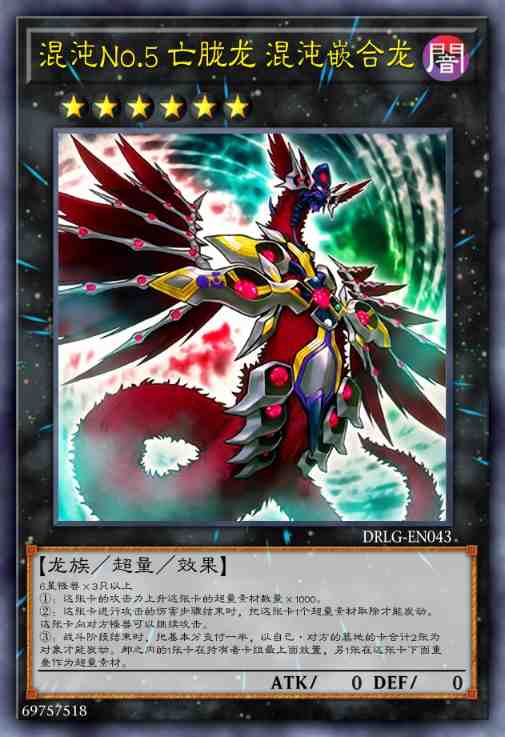 混沌No.5 亡胧龙 混沌嵌合龙
闇
DRLG-EN043
【龙族／超量／效果】
6星怪兽×3只以上
①：这张卡的攻击力上升这张卡的超量素材数量×1000。
②：这张卡进行攻击的伤害步骤结束时，把这张卡1个超量素材取除才能发动。
这张卡向对方怪兽可以继续攻击。
③：战斗阶段结束时，把基本分支付一半，以自己·对方的墓地的卡合计2张为
对象才能发动。那之内的1张卡在持有者卡组最上面放置，另1张在这张卡下面重
叠作为超量素材。
ATK/ 0 DEF/ 0
69757518